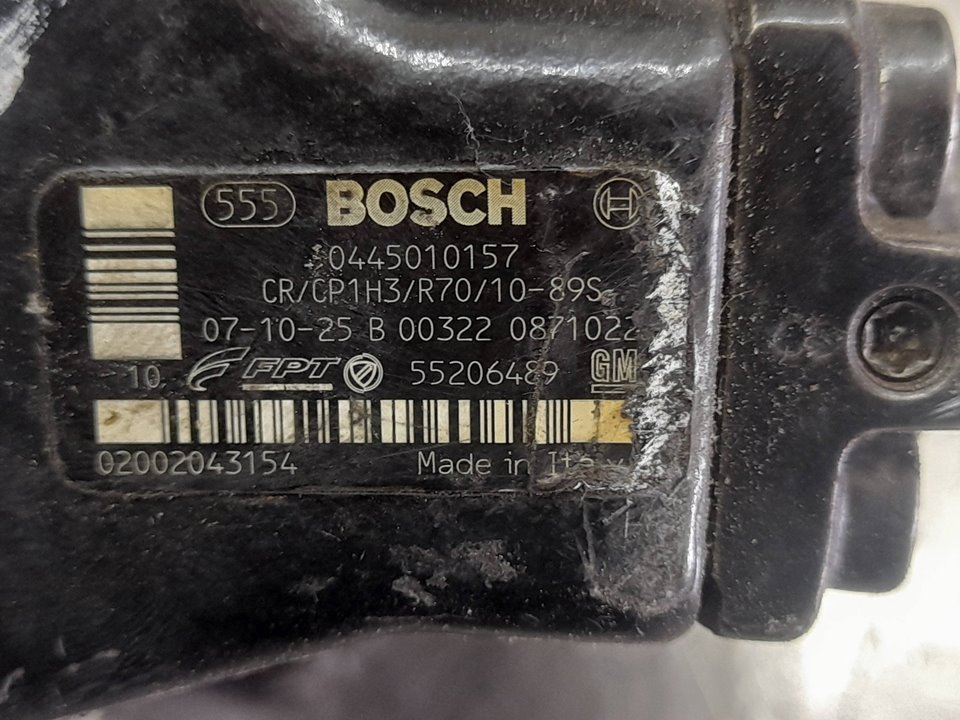 555 BOSCH
0445010157
CR/CP1H3/R70/10-89S
07-10-25 B 00322 0871022
10 FPT 55206489 GM
02002043154 Made in